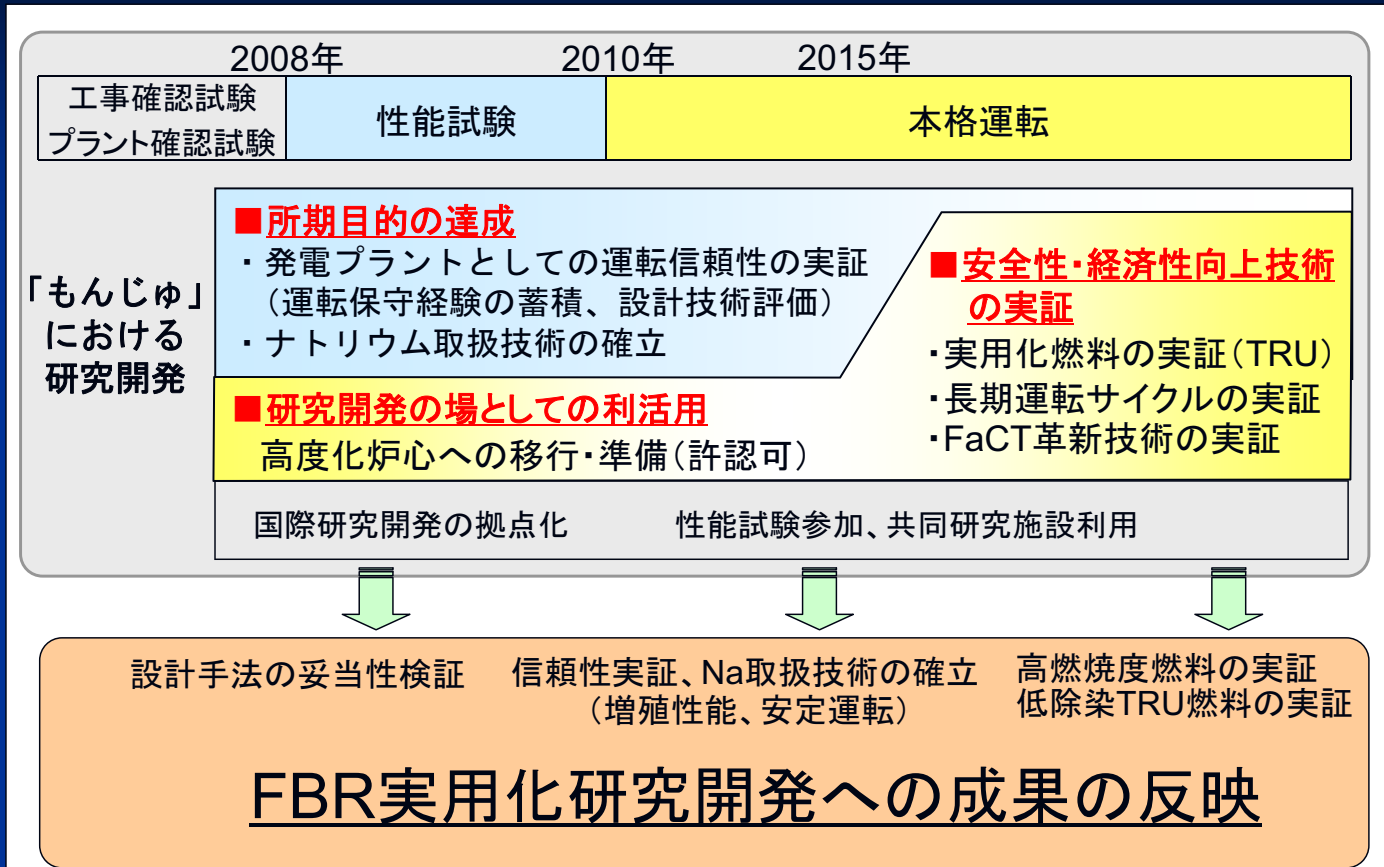 2008年
2010年
2015年
工事確認試験
プラント確認試験
性能試験
本格運転
「もんじゅ」
における
研究開発
■所期目的の達成
・発電プラントとしての運転信頼性の実証
（運転保守経験の蓄積、設計技術評価）
・ナトリウム取扱技術の確立
■研究開発の場としての利活用
高度化炉心への移行・準備（許認可）
■安全性・経済性向上技術
の実証
・実用化燃料の実証（TRU）
・長期運転サイクルの実証
・FaCT革新技術の実証
国際研究開発の拠点化
性能試験参加、共同研究施設利用
設計手法の妥当性検証
信頼性実証、Na取扱技術の確立
（増殖性能、安定運転）
高燃焼度燃料の実証
低除染TRU燃料の実証
FBR実用化研究開発への成果の反映